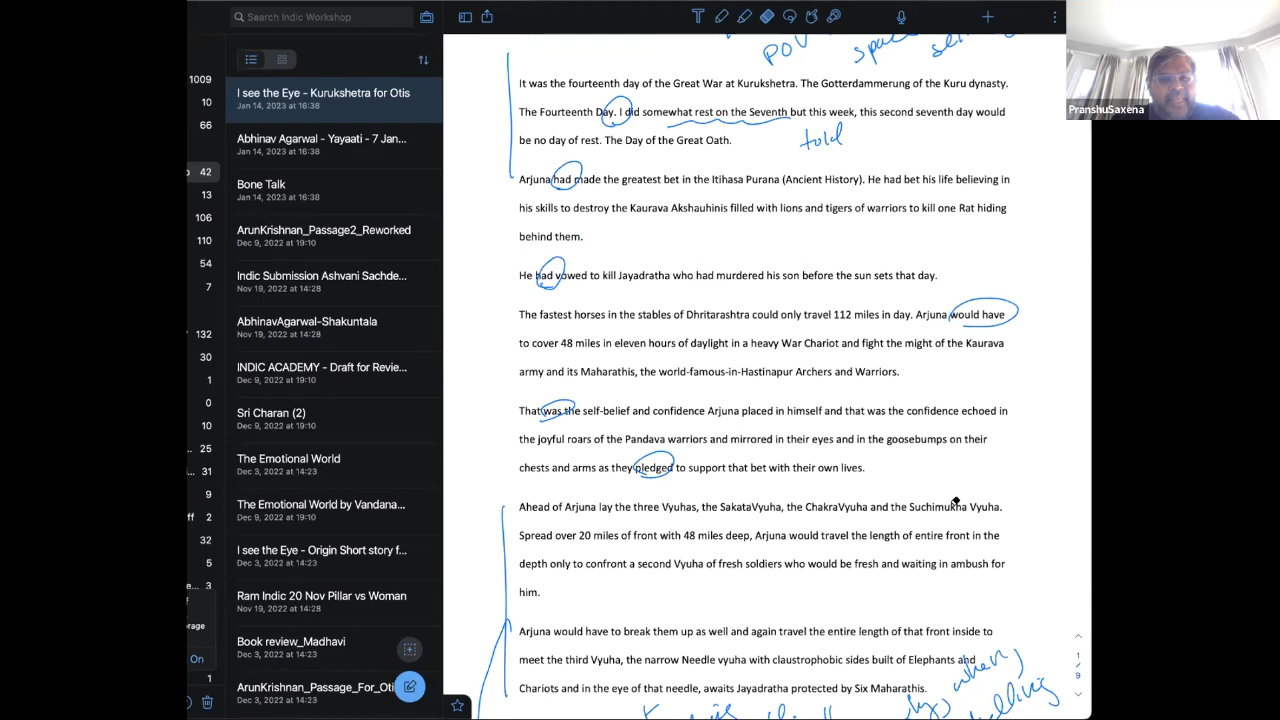 Search Indic Workshop
1009
10
66
42
13
106
110
54
7
132
30
1
0
10
25
31
9
2
5
3
1
On
I see the Eye - Kurukshetra for Otis
Jan 14, 2023 at 16:38
Abhinav Agarwal - Yayaati - 7 Jan...
Jan 14, 2023 at 16:38
Bone Talk
Jan 14, 2023 at 16:38
ArunKrishnan_Passage2_Reworked
Dec 9, 2022 at 19:10
Indic Submission Ashvani Sachde...
Nov 19, 2022 at 14:28
AbhinavAgarwal-Shakuntala
Nov 19, 2022 at 14:28
INDIC ACADEMY - Draft for Revie...
Dec 9, 2022 at 19:10
Sri Charan (2)
Dec 9, 2022 at 19:10
The Emotional World
Dec 3, 2022 at 14:23
The Emotional World by Vandana...
Dec 9, 2022 at 19:10
I see the Eye - Origin Short story f...
Dec 3, 2022 at 14:23
Ram Indic 20 Nov Pillar vs Woman
Nov 19, 2022 at 14:28
Book review_Madhavi
Dec 3, 2022 at 14:23
ArunKrishnan_Passage_For_Oti
Dec 3, 2022 at 14:23
POV
It was the fourteenth day of the Great War at Kurukshetra. The Gotterdammerung of the Kuru dynasty.
The Fourteenth Day. I did somewhat rest on the Seventh but this week, this second seventh day would
be no day of rest. The Day of the Great Oath.
told
Arjuna had made the greatest bet in the Itihasa Purana (Ancient History). He had bet his life believing in
his skills to destroy the Kaurava Akshauhinis filled with lions and tigers of warriors to kill one Rat hiding
behind them.
He had vowed to kill Jayadratha who had murdered his son before the sun sets that day.
The fastest horses in the stables of Dhritarashtra could only travel 112 miles in day. Arjuna would have
to cover 48 miles in eleven hours of daylight in a heavy War Chariot and fight the might of the Kaurava
army and its Maharathis, the world-famous-in-Hastinapur Archers and Warriors.
That was the self-belief and confidence Arjuna placed in himself and that was the confidence echoed in
the joyful roars of the Pandava warriors and mirrored in their eyes and in the goosebumps on their
chests and arms as they pledged to support that bet with their own lives.
Ahead of Arjuna lay the three Vyuhas, the SakataVyuha, the ChakraVyuha and the Suchimukha Vyuha.
Spread over 20 miles of front with 48 miles deep, Arjuna would travel the length of entire front in the
depth only to confront a second Vyuha of fresh soldiers who would be fresh and waiting in ambush for
him.
Arjuna would have to break them up as well and again travel the entire length of that front inside to
meet the third Vyuha, the narrow Needle vyuha with claustrophobic sides built of Elephants and
Chariots and in the eye of that needle, awaits Jayadratha protected by Six Maharathis.
when
1
9
PranshuSaxena